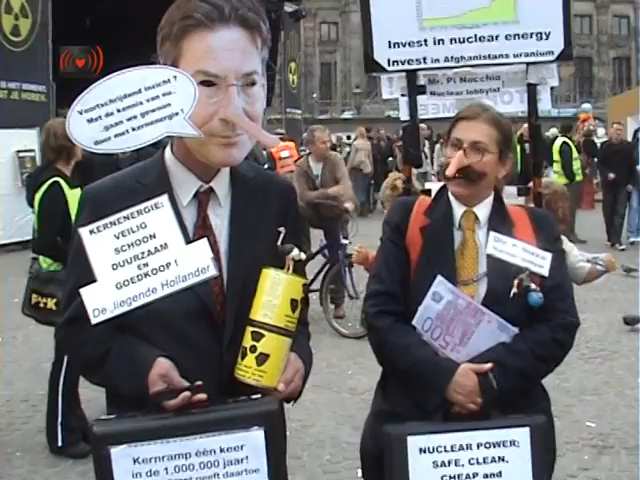 Invest in nuclear energy
Invest in Afghanistans uranium
Mr. Pi Nocchio
Nuclear lobbyist
Voortschrijdend inzicht ?
Met de kennis van nu..
..gaan we gewoon
door met kernenergie !
KERNENERGIE:
VEILIG
SCHOON
DUURZAAM
EN
GOEDKOOP !
De liegende Hollander
500
Kernramp één keer
in de 1.000.000 jaar!
heeft daartoe
NUCLEAR POWER:
SAFE, CLEAN,
CHEAP and